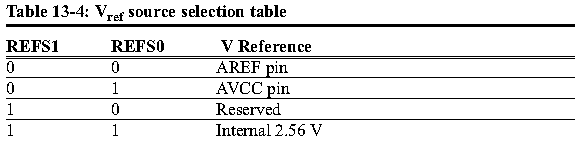 Table 13-4: Vref source selection table
REFS1 REFS0 V Reference
0 0 AREF pin
0 1 AVCC pin
1 0 Reserved
1 1 Internal 2.56 V